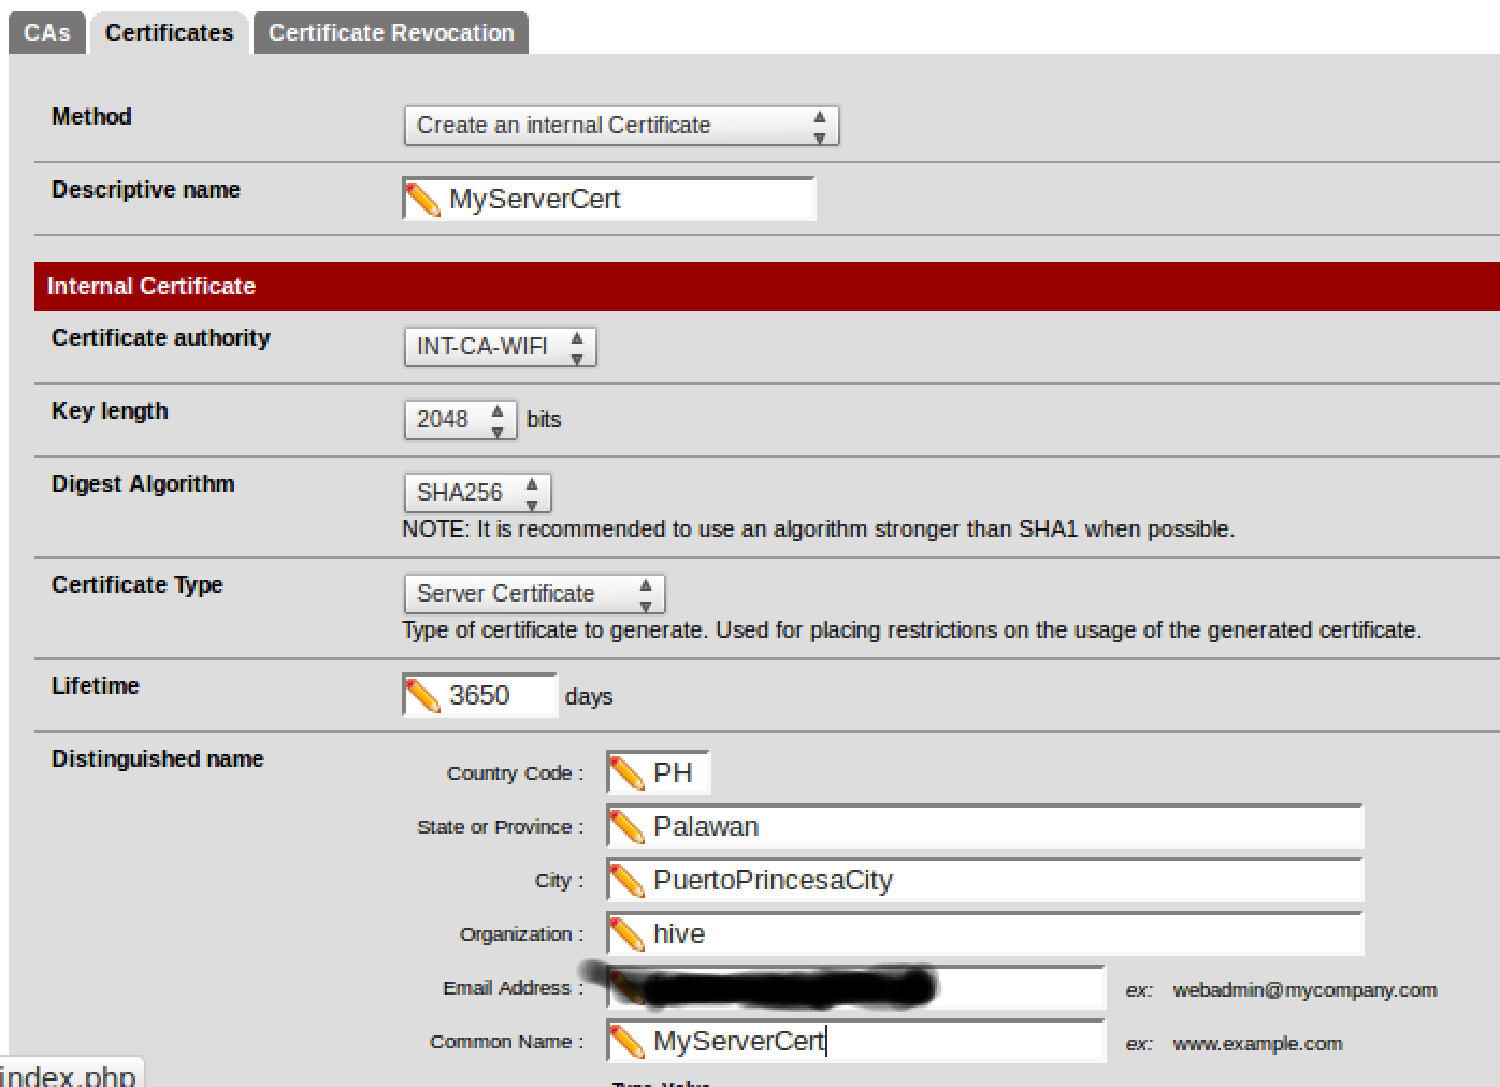 CAs Certificates Certificate Revocation
Method Create an internal Certificate
Descriptive name MyServerCert
Internal Certificate
Certificate authority INT-CA-WIFI
Key length 2048 bits
Digest Algorithm SHA256
NOTE: It is recommended to use an algorithm stronger than SHA1 when possible.
Certificate Type Server Certificate
Type of certificate to generate. Used for placing restrictions on the usage of the generated certificate.
Lifetime 3650 days
Distinguished name
Country Code : PH
State or Province : Palawan
City : PuertoPrincesaCity
Organization : hive
Email Address : ex: webadmin@mycompany.com
Common Name : MyServerCert ex: www.example.com
index.php